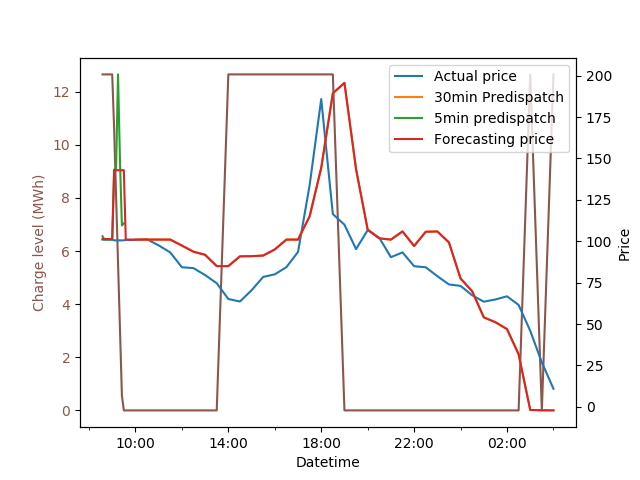 Actual price
30min Predispatch
5min predispatch
Forecasting price
12
10
8
6
4
2
0
Charge level (MWh)
200
175
150
125
100
75
50
25
0
Price
10:00 14:00 18:00 22:00 02:00
Datetime